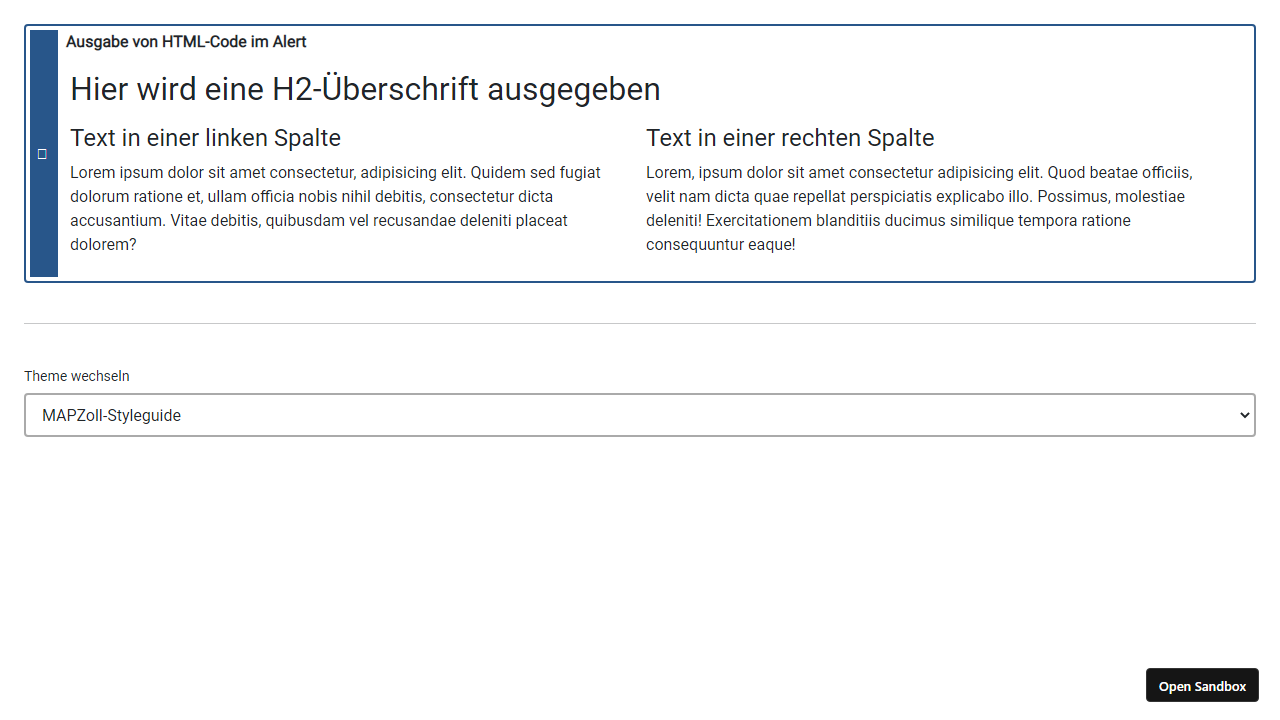 Ausgabe von HTML-Code im Alert
Hier wird eine H2-Überschrift ausgegeben
Text in einer linken Spalte
Lorem ipsum dolor sit amet consectetur, adipisicing elit. Quidem sed fugiat
dolorum ratione et, ullam officia nobis nihil debitis, consectetur dicta
accusantium. Vitae debitis, quibusdam vel recusandae deleniti placeat
dolorem?
Text in einer rechten Spalte
Lorem, ipsum dolor sit amet consectetur adipisicing elit. Quod beatae officiis,
velit nam dicta quae repellat perspiciatis explicabo illo. Possimus, molestiae
deleniti! Exercitationem blanditiis ducimus similique tempora ratione
consequuntur eaque!
Theme wechseln
MAPZoll-Styleguide
Open Sandbox